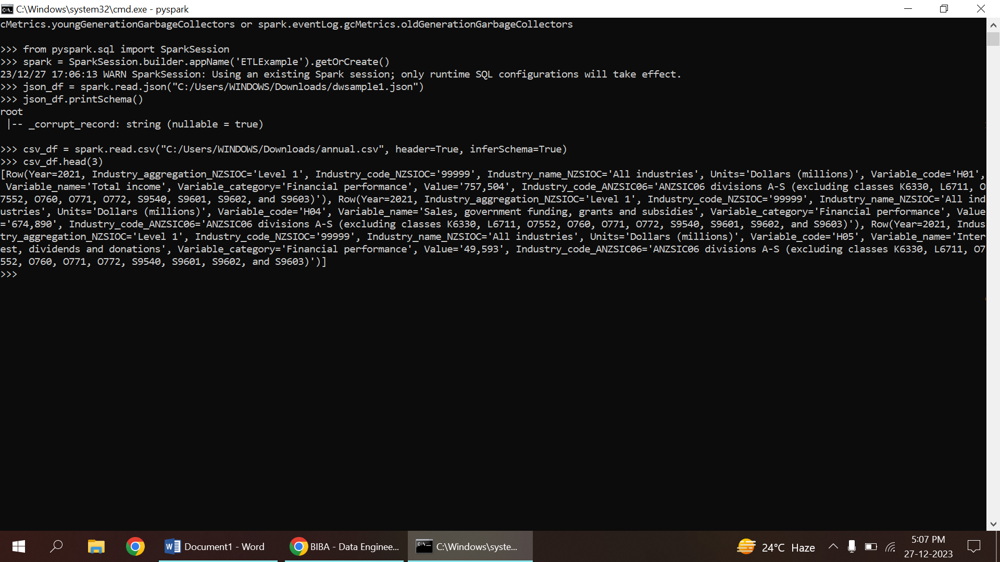 C:\Windows\system32\cmd.exe - pyspark
cMetrics.youngGenerationGarbageCollectors or spark.eventLog.gcMetrics.oldGenerationGarbageCollectors
>>> from pyspark.sql import SparkSession
>>> spark = SparkSession.builder.appName('ETLExample').getOrCreate()
23/12/27 17:06:13 WARN SparkSession: Using an existing Spark session; only runtime SQL configurations will take effect.
>>> json_df = spark.read.json("C:/Users/WINDOWS/Downloads/dwsample1.json")
>>> json_df.printSchema()
root
 |-- _corrupt_record: string (nullable = true)
>>> csv_df = spark.read.csv("C:/Users/WINDOWS/Downloads/annual.csv", header=True, inferSchema=True)
>>> csv_df.head(3)
[Row(Year=2021, Industry_aggregation_NZSIOC='Level 1', Industry_code_NZSIOC='99999', Industry_name_NZSIOC='All industries', Units='Dollars (millions)', Variable_code='H01',
 Variable_name='Total income', Variable_category='Financial performance', Value='757,504', Industry_code_ANZSIC06='ANZSIC06 divisions A-S (excluding classes K6330, L6711, O
7552, O760, O771, O772, S9540, S9601, S9602, and S9603)'), Row(Year=2021, Industry_aggregation_NZSIOC='Level 1', Industry_code_NZSIOC='99999', Industry_name_NZSIOC='All ind
ustries', Units='Dollars (millions)', Variable_code='H04', Variable_name='Sales, government funding, grants and subsidies', Variable_category='Financial performance', Value
='674,890', Industry_code_ANZSIC06='ANZSIC06 divisions A-S (excluding classes K6330, L6711, O7552, O760, O771, O772, S9540, S9601, S9602, and S9603)'), Row(Year=2021, Indus
try_aggregation_NZSIOC='Level 1', Industry_code_NZSIOC='99999', Industry_name_NZSIOC='All industries', Units='Dollars (millions)', Variable_code='H05', Variable_name='Inter
est, dividends and donations', Variable_category='Financial performance', Value='49,593', Industry_code_ANZSIC06='ANZSIC06 divisions A-S (excluding classes K6330, L6711, O7
552, O760, O771, O772, S9540, S9601, S9602, and S9603)')]
>>>
Document1 - Word
BIBA - Data Enginee...
C:\Windows\syste...
24°C Haze
5:07 PM
27-12-2023